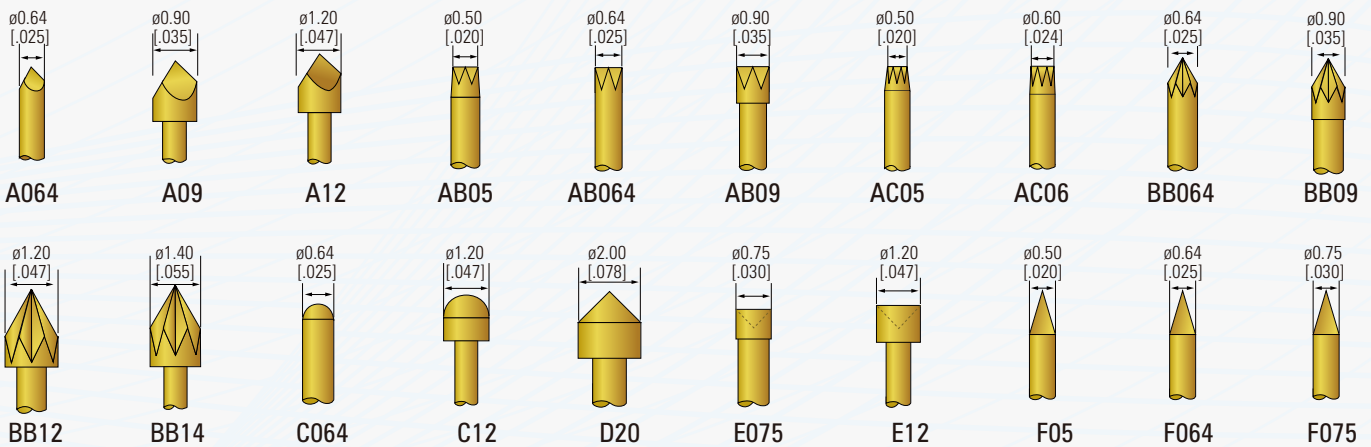 ø0.64 ø0.90 ø1.20 ø0.50 ø0.64 ø0.90 ø0.50 ø0.60 ø0.64 ø0.90
[.025] [.035] [.047] [.020] [.025] [.035] [.020] [.024] [.025] [.035]
A064 A09 A12 AB05 AB064 AB09 AC05 AC06 BB064 BB09
ø1.20 ø1.40 ø0.64 ø1.20 ø2.00 ø0.75 ø1.20 ø0.50 ø0.64 ø0.75
[.047] [.055] [.025] [.047] [.078] [.030] [.047] [.020] [.025] [.030]
BB12 BB14 C064 C12 D20 E075 E12 F05 F064 F075